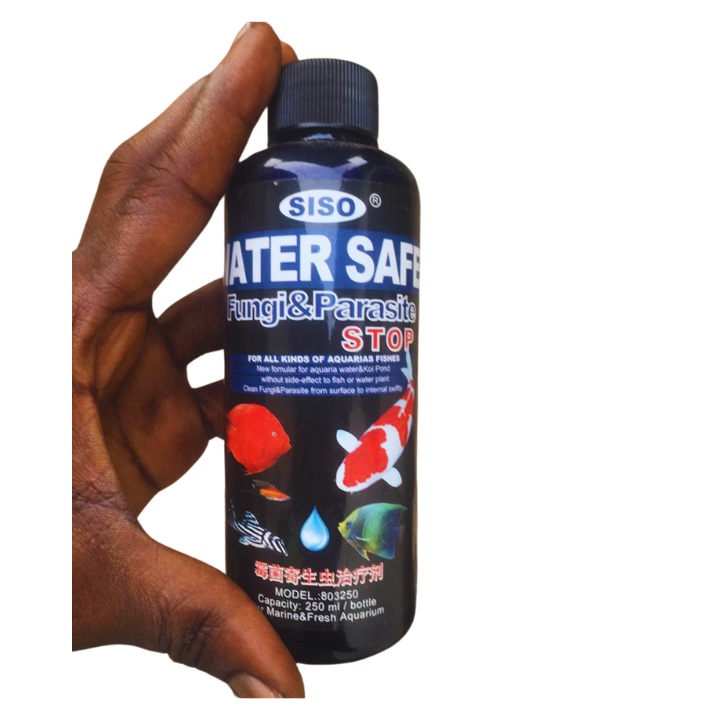 SISO ®
WATER SAFE
Fungi&Parasite
STOP
FOR ALL KINDS OF AQUARIAS FISHES
New fomular for aquaria water&Koi Pond
without side-effect to fish or water plant
Clean Fungi&Parasite from surface to internal swiftly
霉菌寄生虫治疗剂
MODEL.:803250
Capacity: 250 ml / bottle
Marine&Fresh Aquarium